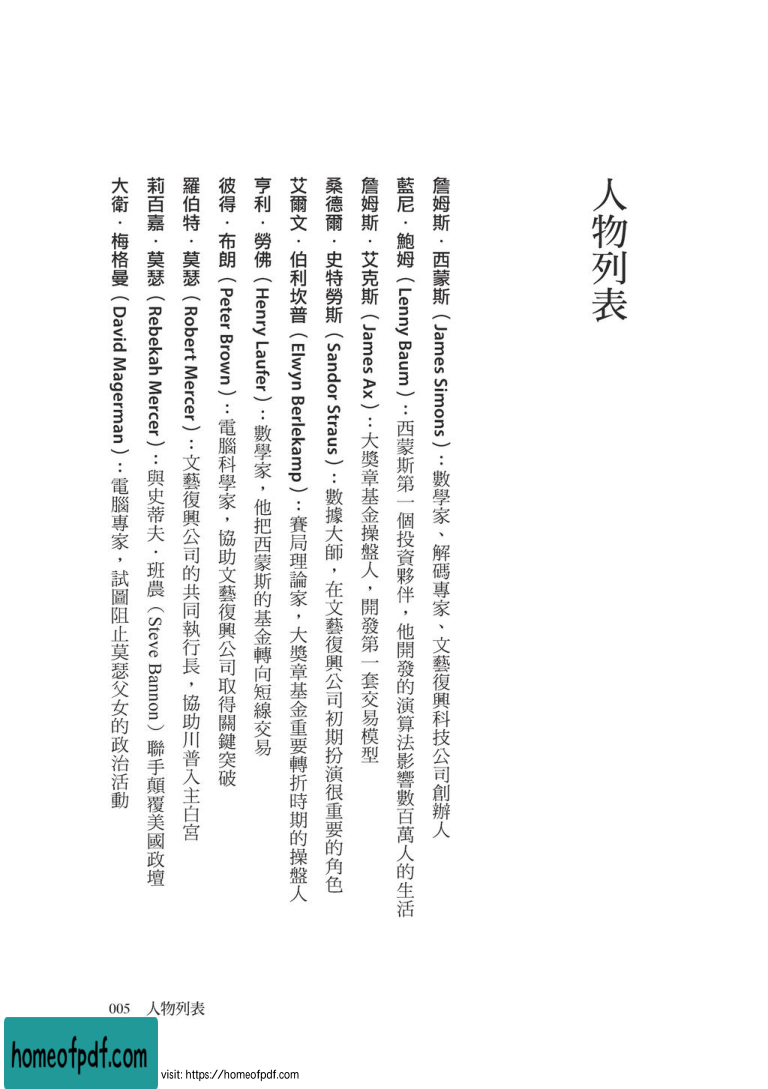 人物列表
詹姆斯．西蒙斯（James Simons）：數學家、解碼專家、文藝復興科技公司創辦人
藍尼．鮑姆（Lenny Baum）：西蒙斯第一個投資夥伴，他開發的演算法影響數百萬人的生活
詹姆斯．艾克斯（James Ax）：大獎章基金操盤人，開發第一套交易模型
桑德爾．史特勞斯（Sandor Straus）：數據大師，在文藝復興公司初期扮演很重要的角色
艾爾文．伯利坎普（Elwyn Berlekamp）：賽局理論家，大獎章基金重要轉折時期的操盤人
亨利．勞佛（Henry Laufer）：數學家，他把西蒙斯的基金轉向短線交易
彼得．布朗（Peter Brown）：電腦科學家，協助文藝復興公司取得關鍵突破
羅伯特．莫瑟（Robert Mercer）：文藝復興公司的共同執行長，協助川普入主白宮
莉百嘉．莫瑟（Rebekah Mercer）：與史蒂夫．班農（Steve Bannon）聯手顛覆美國政壇
大衛．梅格曼（David Magerman）：電腦專家，試圖阻止莫瑟父女的政治活動
005 人物列表
homeofpdf.com
visit: https://homeofpdf.com